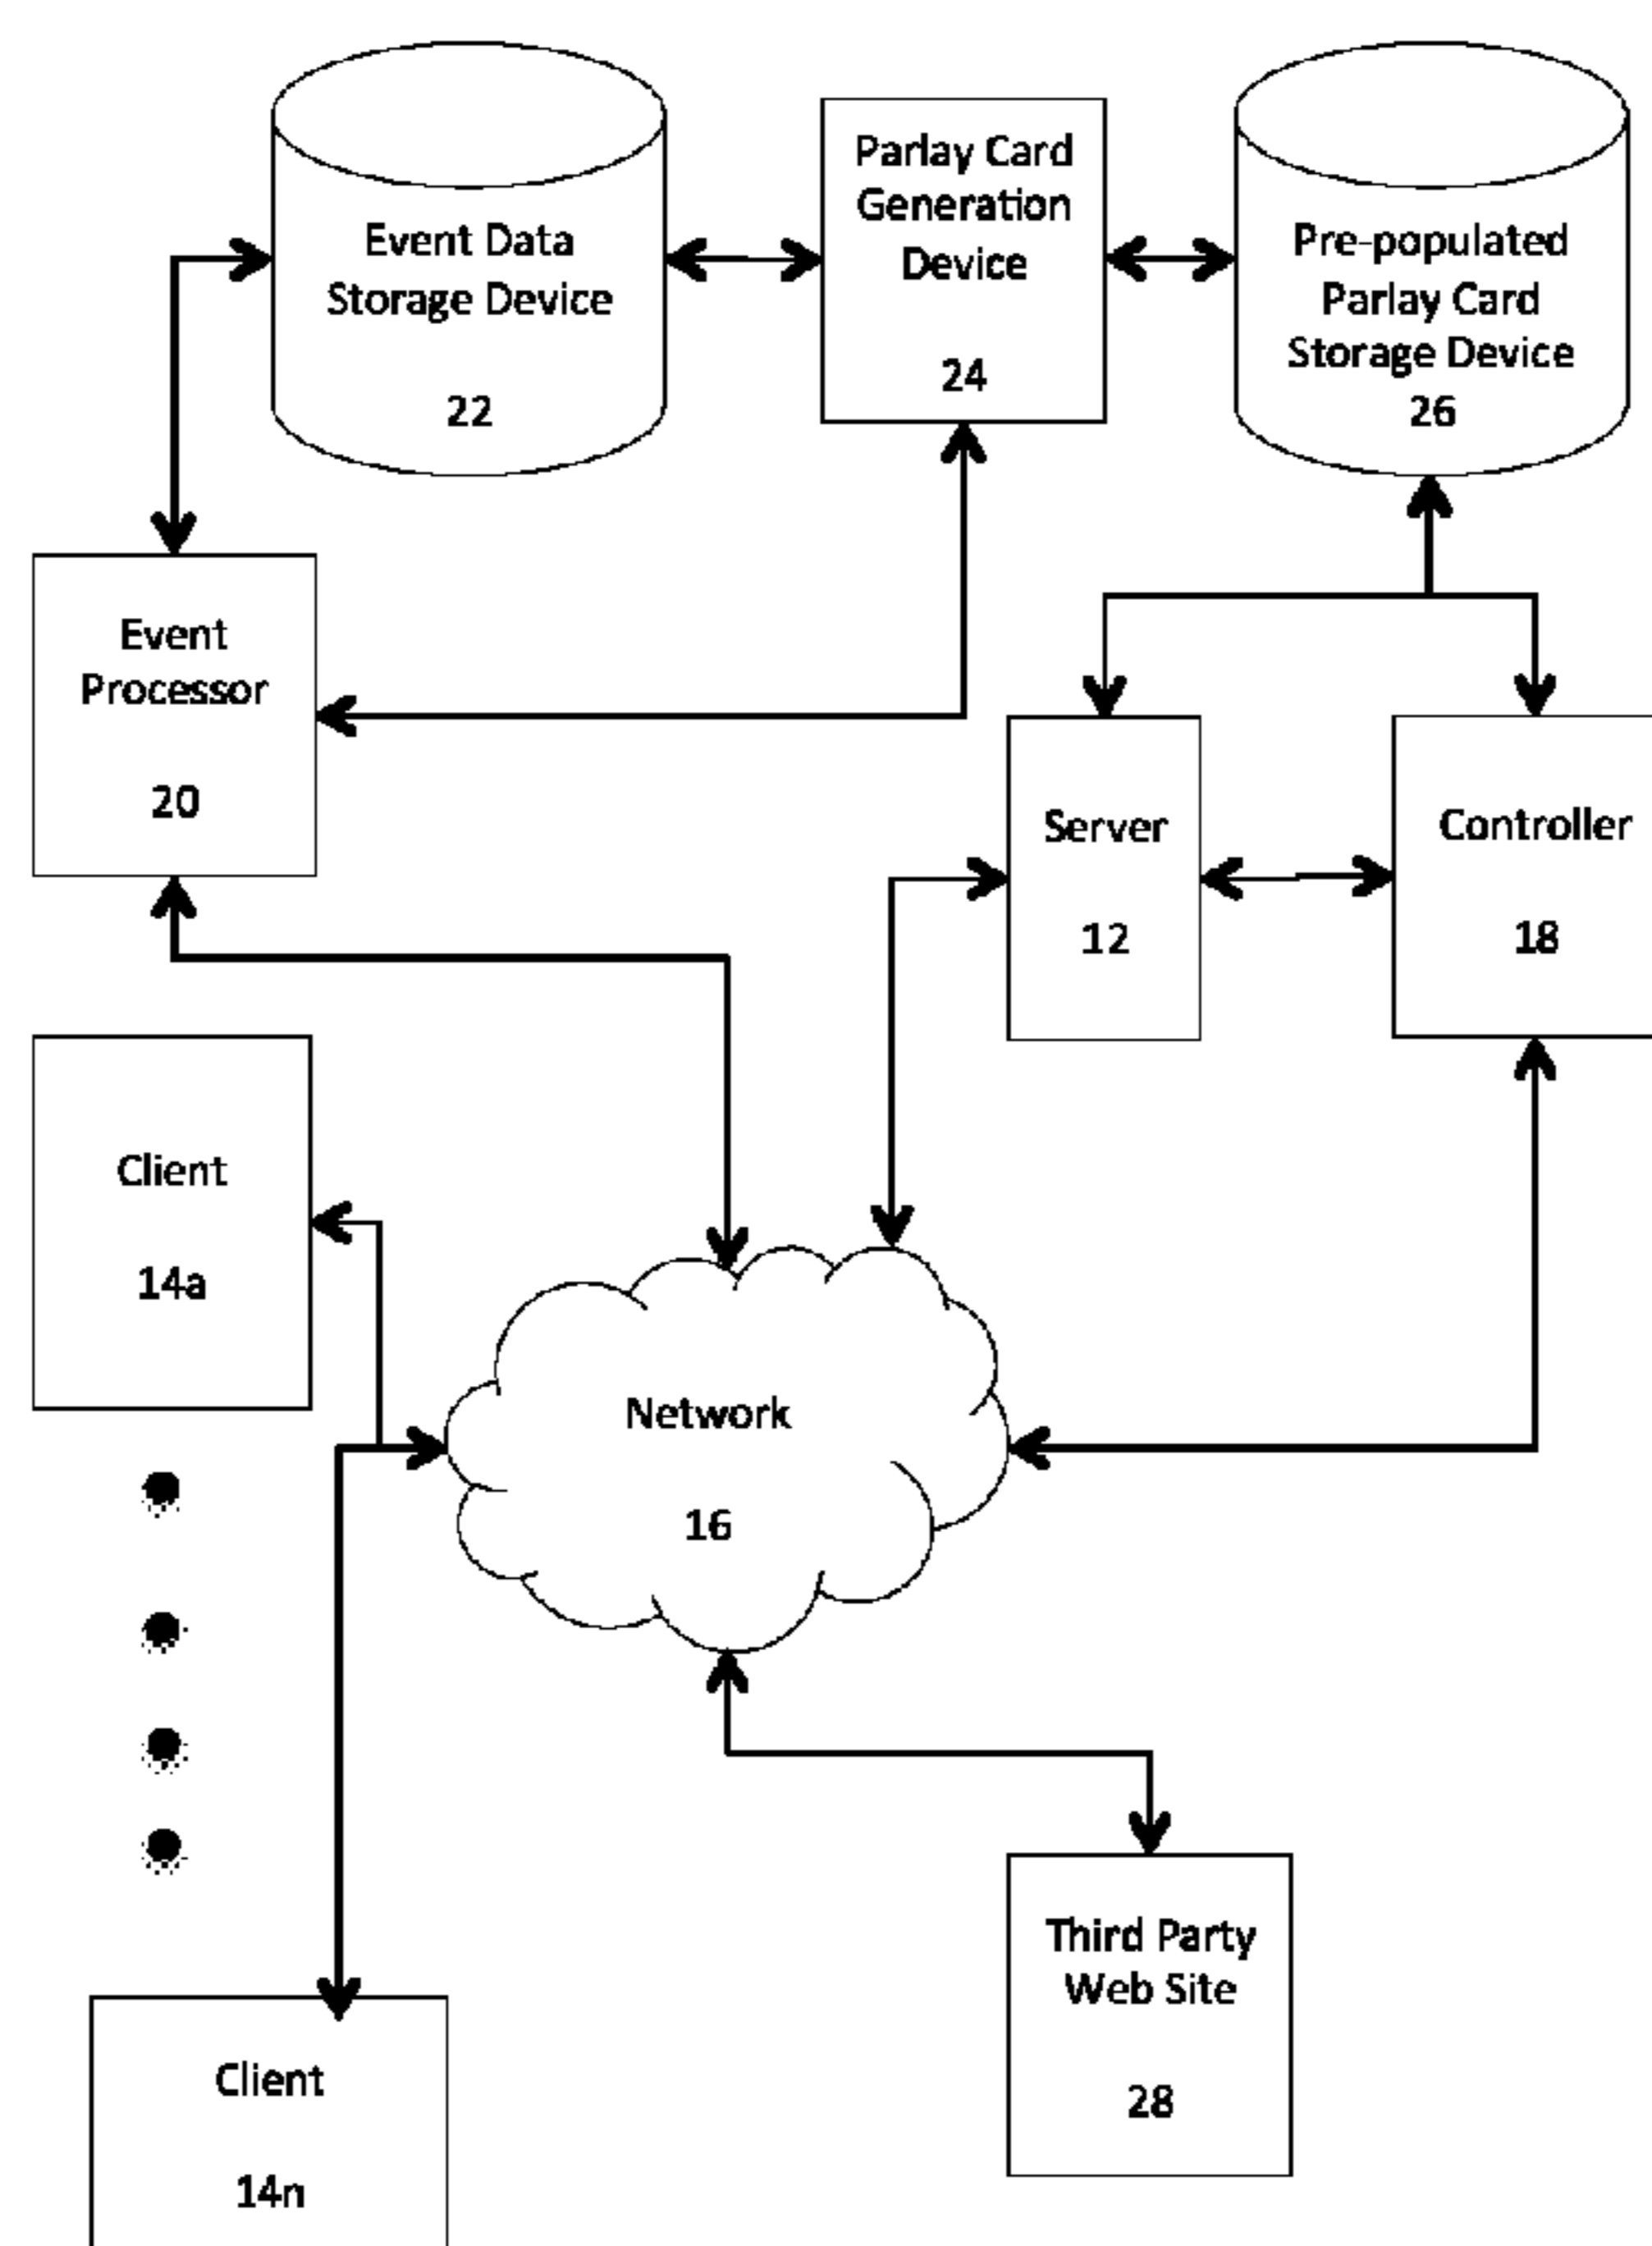 Event Data
Storage Device
22
Parlay Card
Generation
Device
24
Pre-populated
Parlay Card
Storage Device
26
Event
Processor
20
Server
12
Controller
18
Client
14a
Network
16
Third Party
Web Site
28
Client
14n